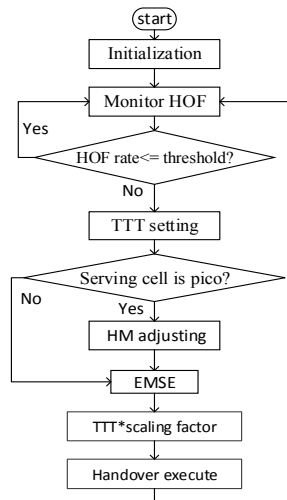 start
Initialization
Monitor HOF
Yes
HOF rate<= threshold?
No
TTT setting
Serving cell is pico?
No
Yes
HM adjusting
EMSE
TTT*scaling factor
Handover execute